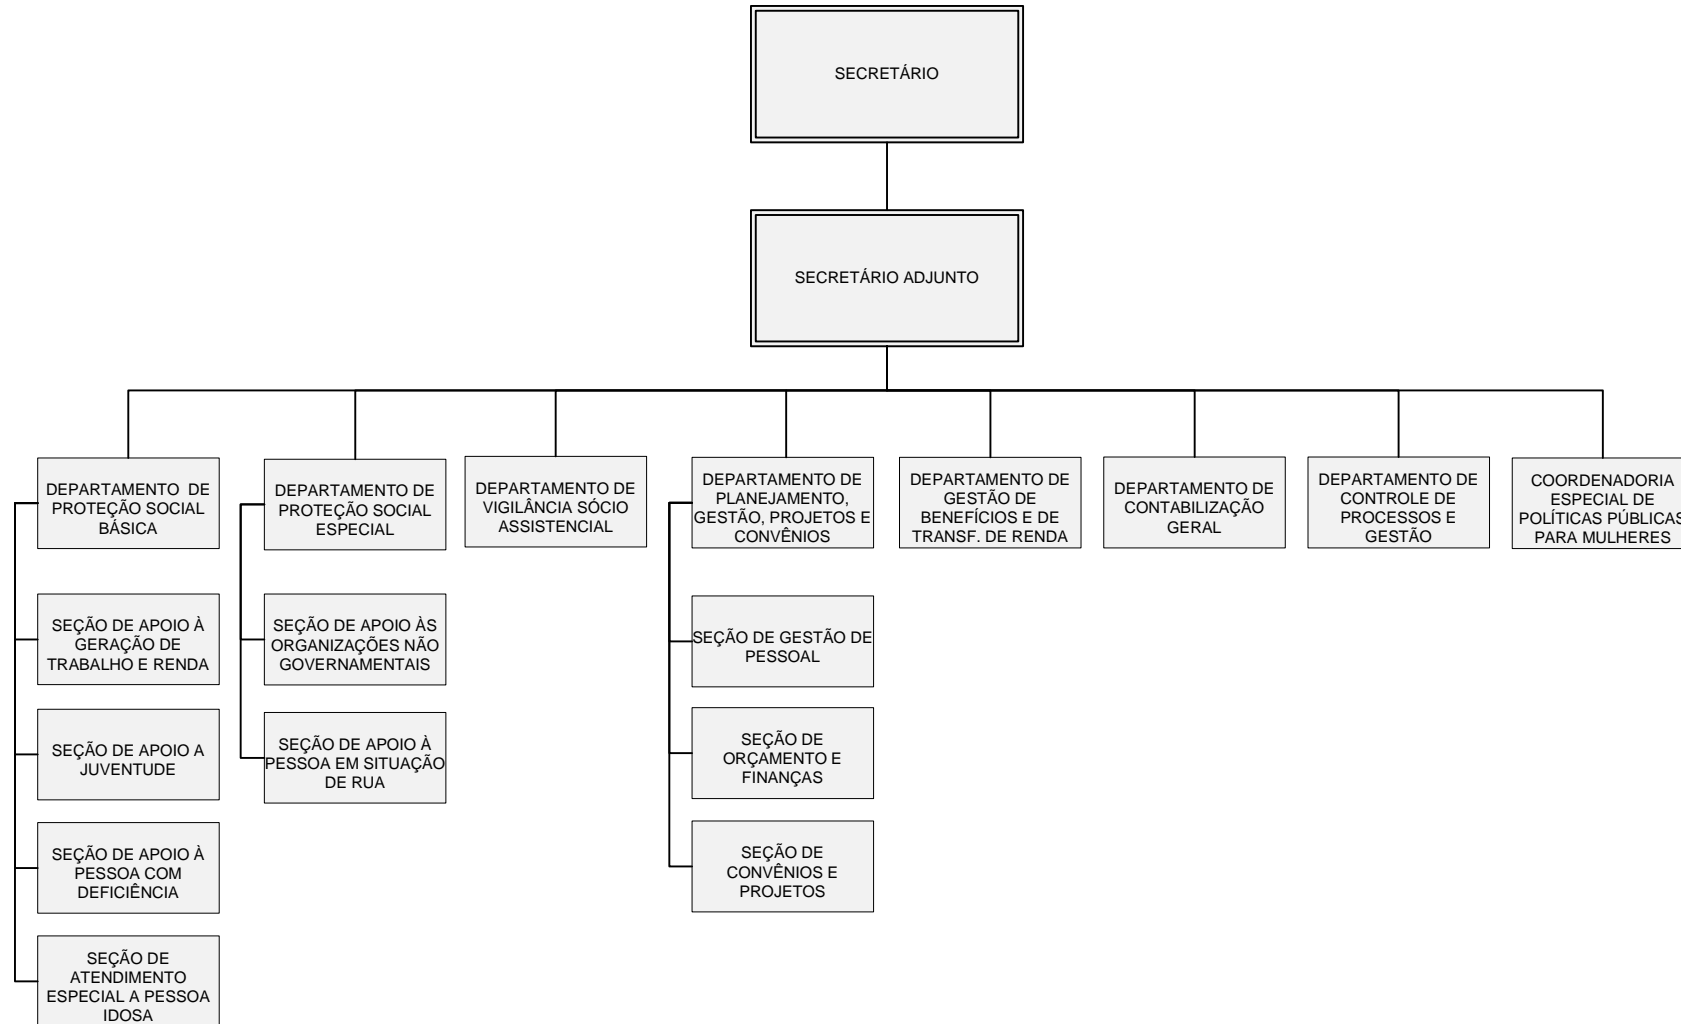 SECRETÁRIO
SECRETÁRIO ADJUNTO
DEPARTAMENTO DE
PROTEÇÃO SOCIAL
BÁSICA
DEPARTAMENTO DE
PROTEÇÃO SOCIAL
ESPECIAL
DEPARTAMENTO DE
VIGILÂNCIA SÓCIO
ASSISTENCIAL
DEPARTAMENTO DE
PLANEJAMENTO,
GESTÃO, PROJETOS E
CONVÊNIOS
DEPARTAMENTO DE
GESTÃO DE
BENEFÍCIOS E DE
TRANSF. DE RENDA
DEPARTAMENTO DE
CONTABILIZAÇÃO
GERAL
DEPARTAMENTO DE
CONTROLE DE
PROCESSOS E
GESTÃO
COORDENADORIA
ESPECIAL DE
POLÍTICAS PÚBLICAS
PARA MULHERES
SEÇÃO DE APOIO À
GERAÇÃO DE
TRABALHO E RENDA
SEÇÃO DE APOIO ÀS
ORGANIZAÇÕES NÃO
GOVERNAMENTAIS
SEÇÃO DE GESTÃO DE
PESSOAL
SEÇÃO DE APOIO A
JUVENTUDE
SEÇÃO DE APOIO À
PESSOA EM SITUAÇÃO
DE RUA
SEÇÃO DE
ORÇAMENTO E
FINANÇAS
SEÇÃO DE APOIO À
PESSOA COM
DEFICIÊNCIA
SEÇÃO DE
CONVÊNIOS E
PROJETOS
SEÇÃO DE
ATENDIMENTO
ESPECIAL A PESSOA
IDOSA